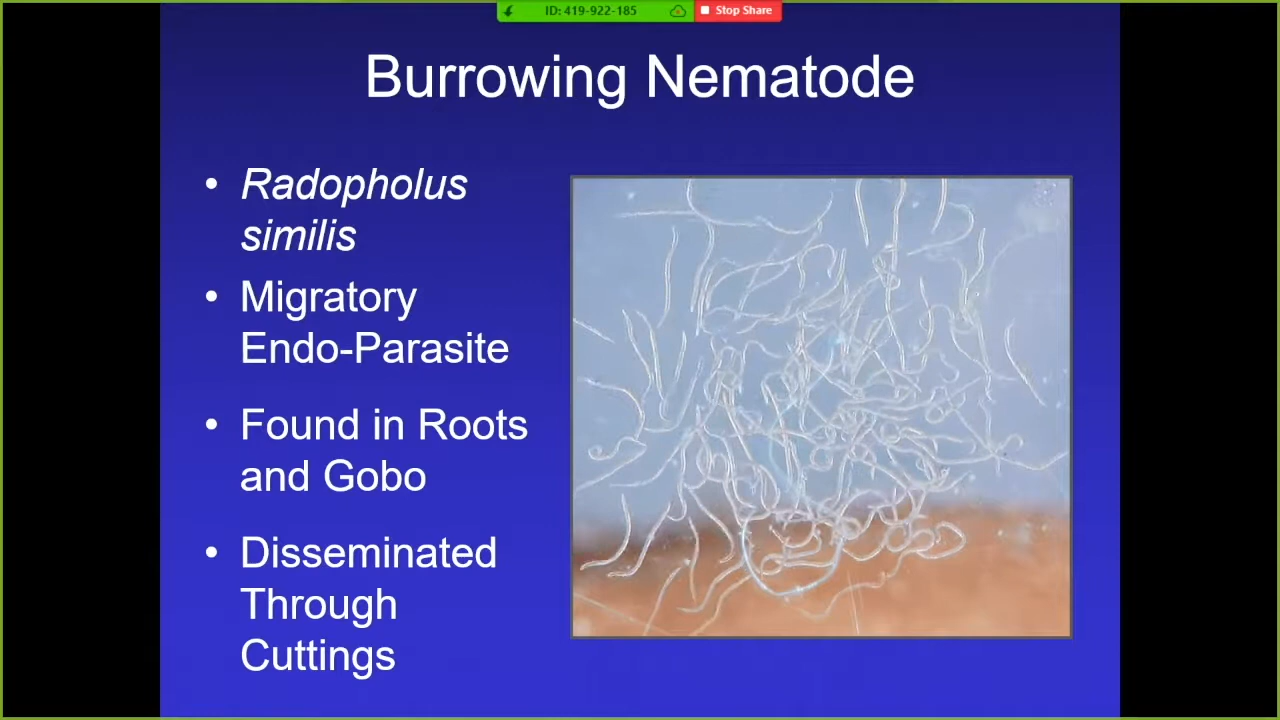 ID: 419-922-185
Stop Share
Burrowing Nematode
• Radopholus
similis
• Migratory
Endo-Parasite
• Found in Roots
and Gobo
• Disseminated
Through
Cuttings